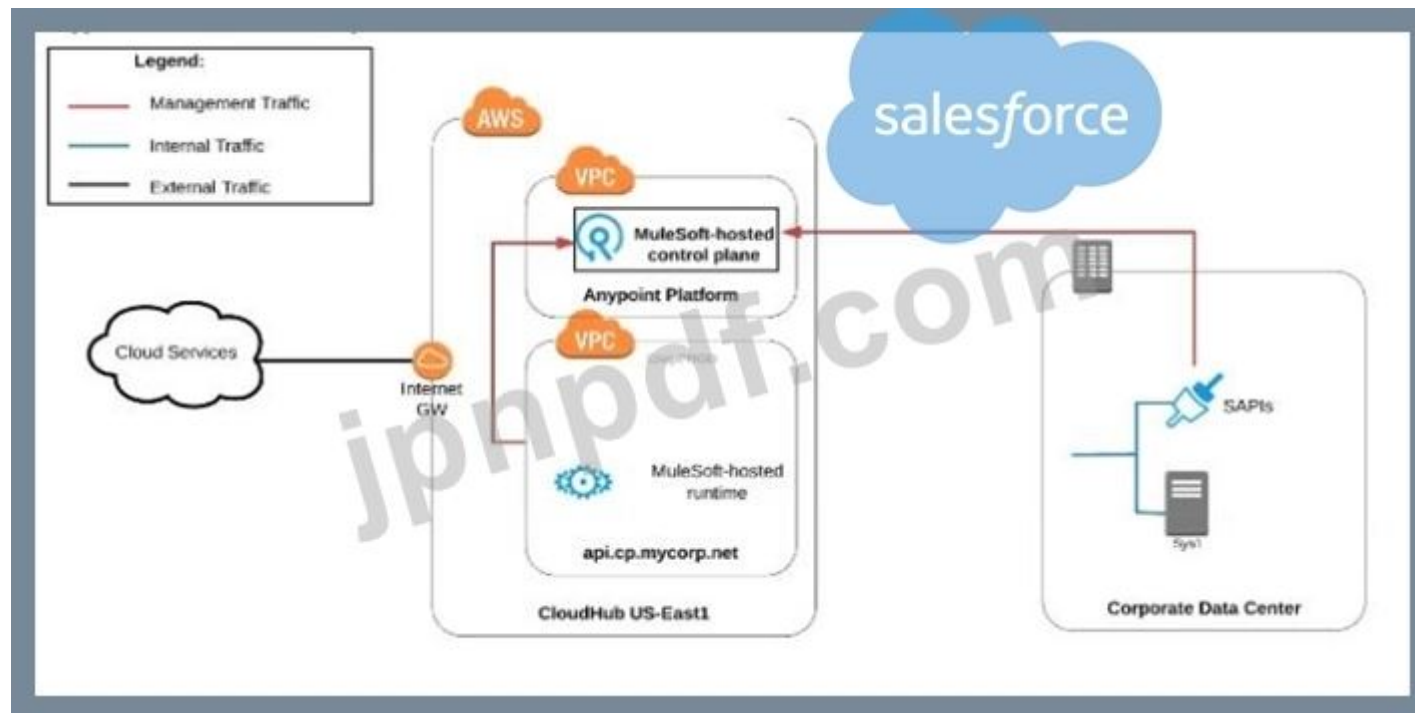 Legend:
Management Traffic
Internal Traffic
External Traffic
AWS
salesforce
VPC
MuleSoft-hosted
control plane
Anypoint Platform
VPC
Cloud Services
Internet
GW
MuleSoft-hosted
runtime
api.cp.mycorp.net
CloudHub US-East1
SAPIs
Sys1
Corporate Data Center
jpnpdf.com